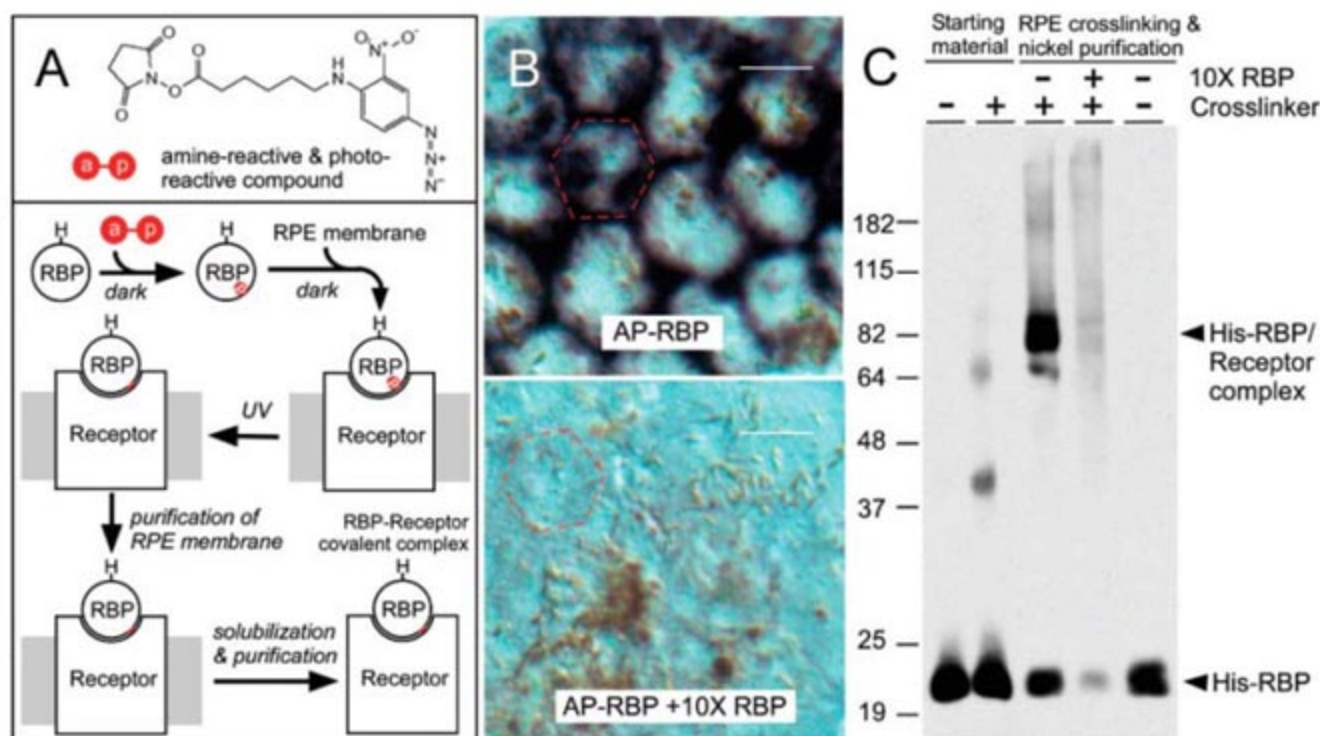 A
O
N
O
O
O
O
H
N
O
N+
O-
N
N+
N-
a-p
amine-reactive & photo-
reactive compound
H
RBP
a-p
dark
H
RBP
RPE membrane
dark
H
RBP
Receptor
UV
H
RBP
Receptor
purification of
RPE membrane
RBP-Receptor
covalent complex
H
RBP
Receptor
solubilization
& purification
H
RBP
Receptor
B
AP-RBP
AP-RBP +10X RBP
C
Starting
material
RPE crosslinking &
nickel purification
- + 10X RBP
- + + + - Crosslinker
182
115
82
64
48
37
25
19
His-RBP/
Receptor
complex
His-RBP